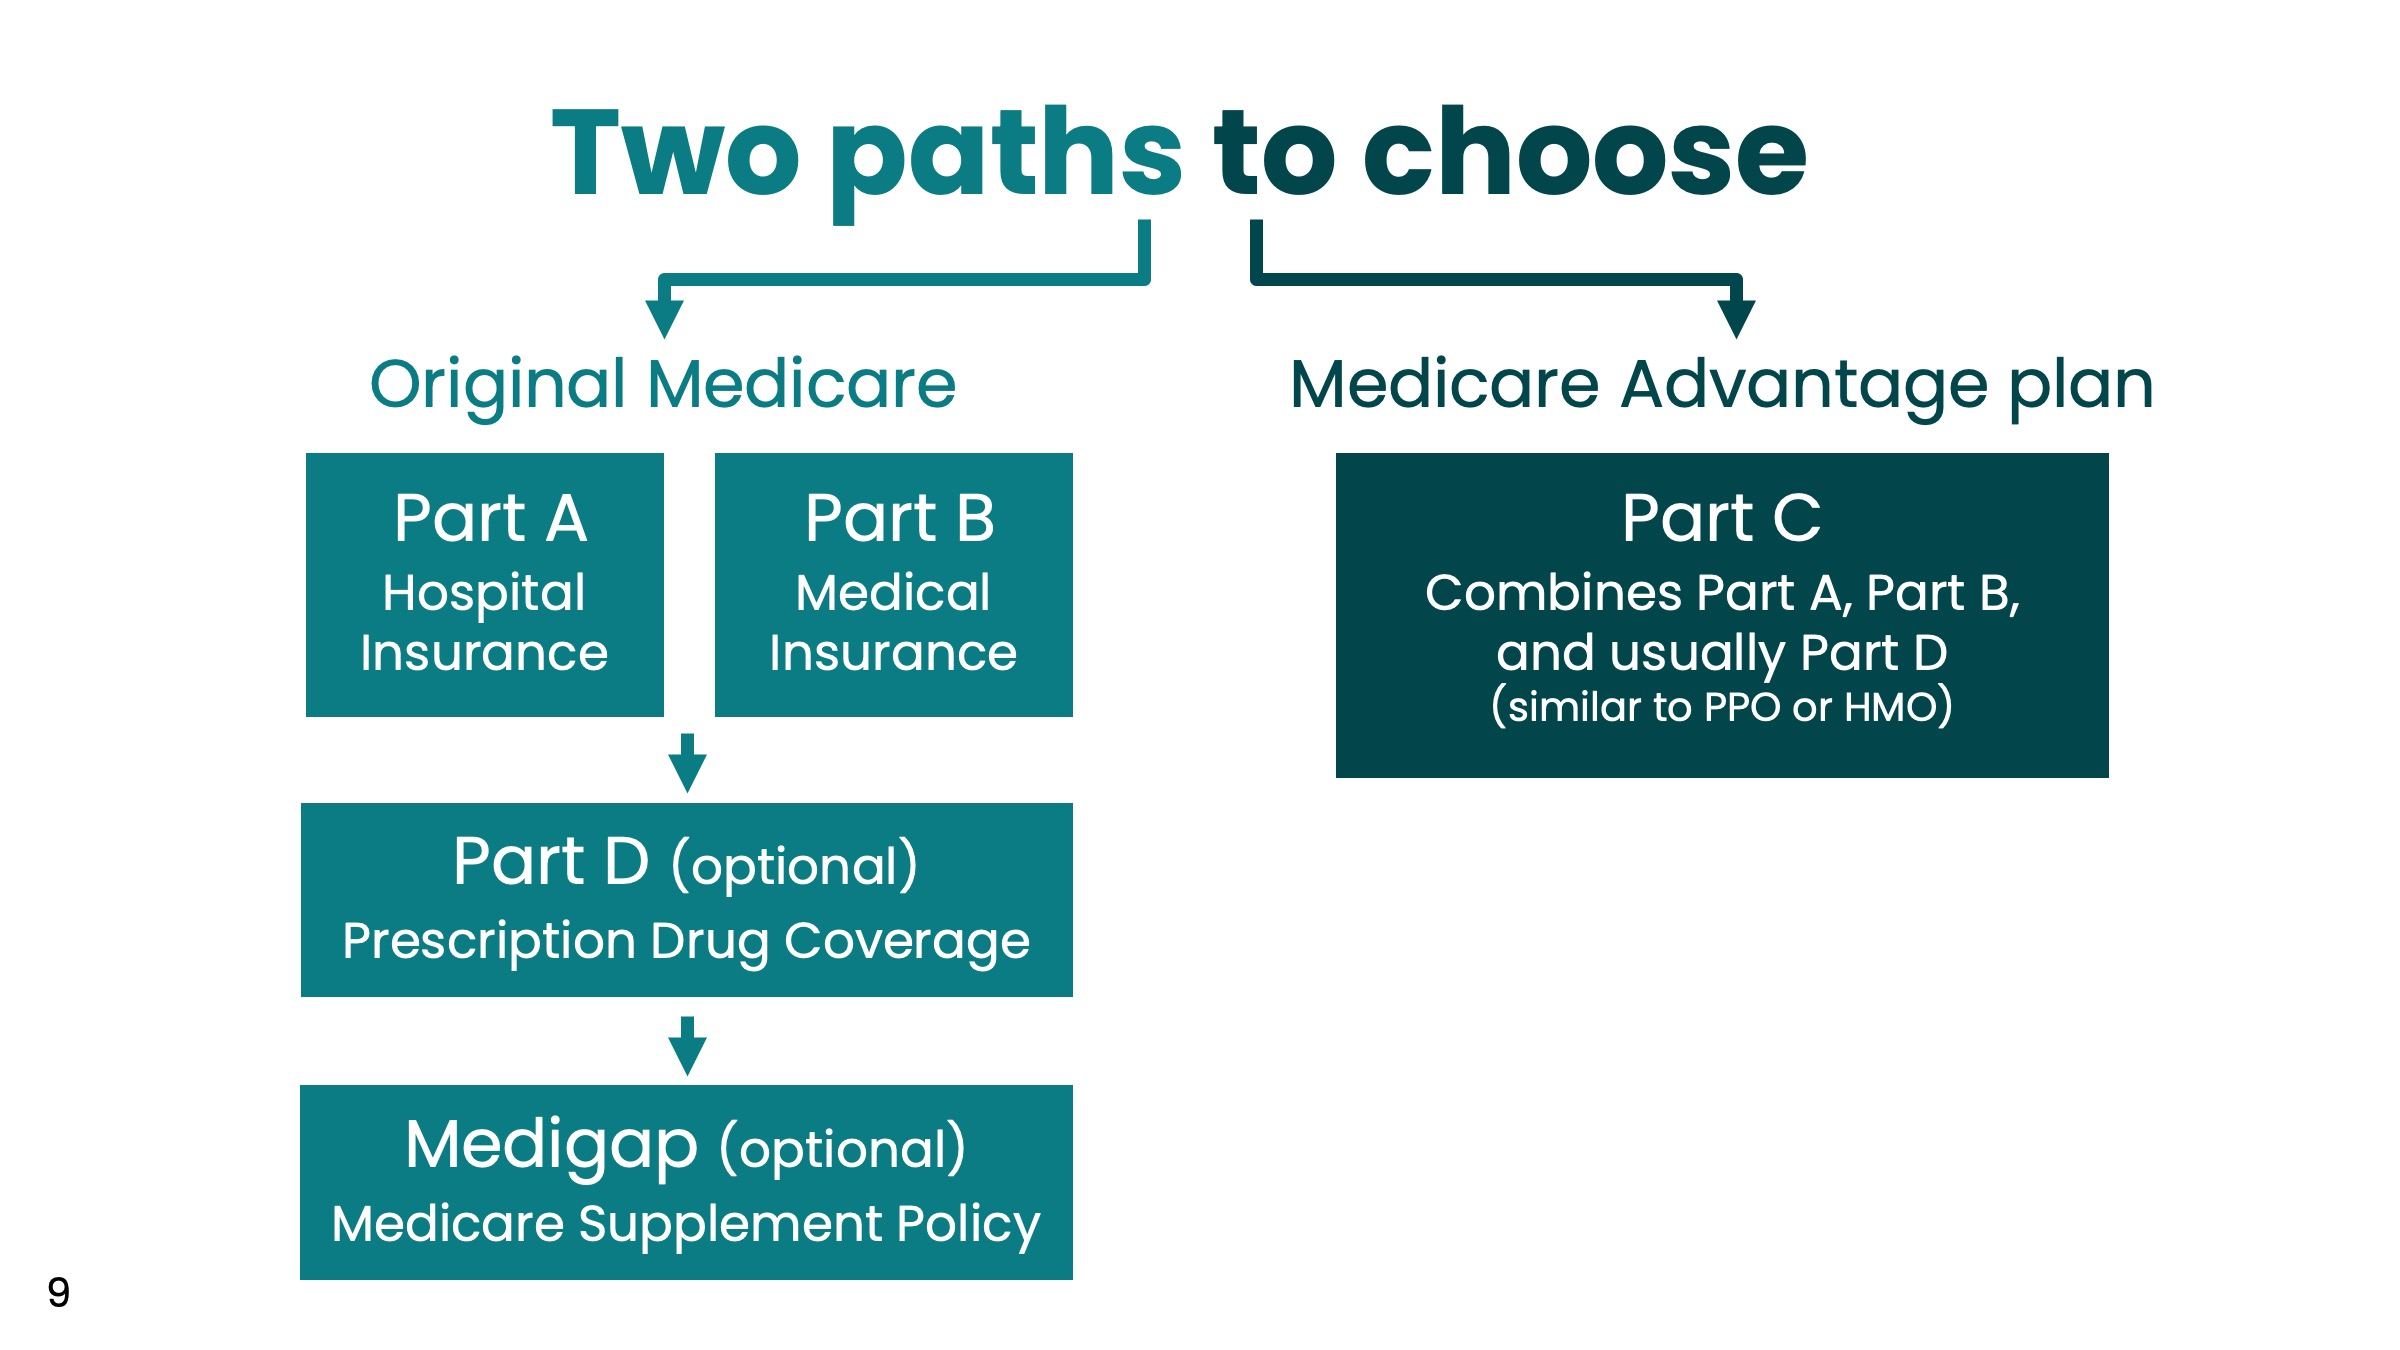 Two paths to choose
Original Medicare
Part A
Hospital
Insurance
Part B
Medical
Insurance
Part D (optional)
Prescription Drug Coverage
Medigap (optional)
Medicare Supplement Policy
Medicare Advantage plan
Part C
Combines Part A, Part B,
and usually Part D
(similar to PPO or HMO)
9